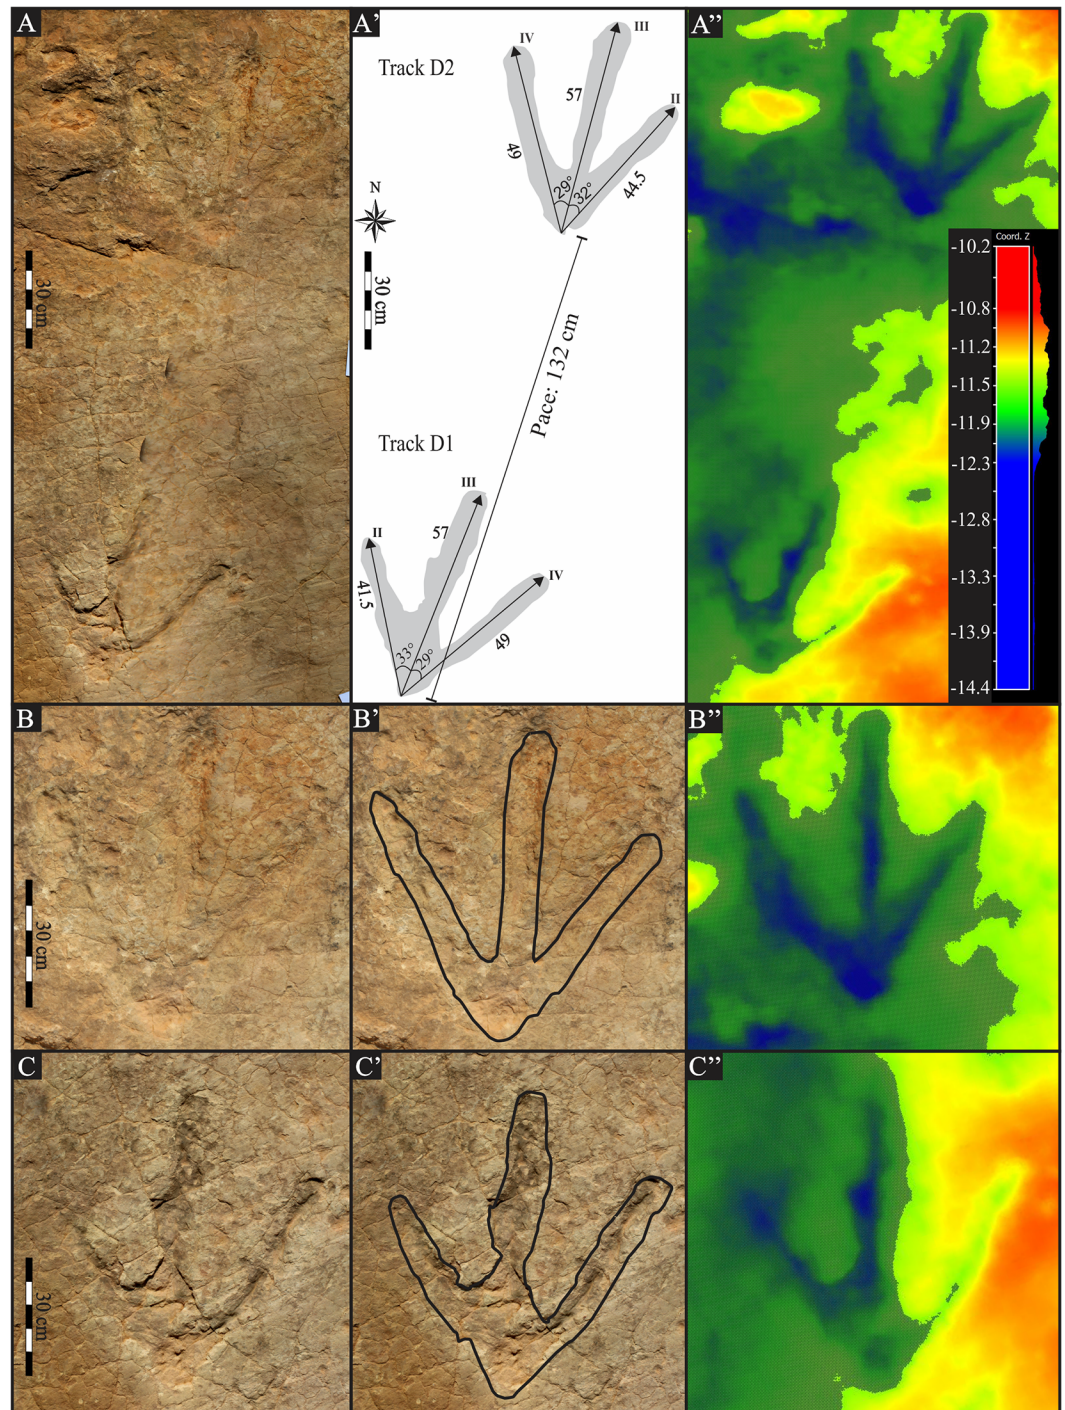 A
30 cm
A’
Track D2
IV
III
II
57
49
44.5
29°
32°
N
30 cm
Pace: 132 cm
Track D1
III
II
IV
57
41.5
49
33°
29°
A’’
Coord. Z
-10.2
-10.8
-11.2
-11.5
-11.9
-12.3
-12.8
-13.3
-13.9
-14.4
B
30 cm
B’
B’’
C
30 cm
C’
C’’